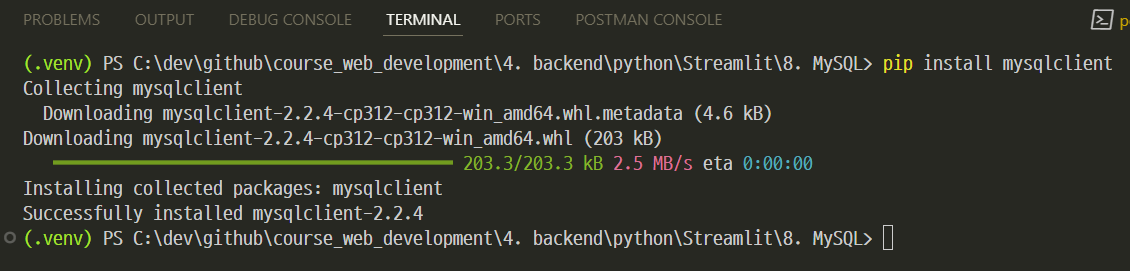 PROBLEMS OUTPUT DEBUG CONSOLE TERMINAL PORTS POSTMAN CONSOLE
(.venv) PS C:\dev\github\course_web_development\4. backend\python\Streamlit\8. MySQL> pip install mysqlclient
Collecting mysqlclient
  Downloading mysqlclient-2.2.4-cp312-cp312-win_amd64.whl.metadata (4.6 kB)
Downloading mysqlclient-2.2.4-cp312-cp312-win_amd64.whl (203 kB)
203.3/203.3 kB 2.5 MB/s eta 0:00:00
Installing collected packages: mysqlclient
Successfully installed mysqlclient-2.2.4
(.venv) PS C:\dev\github\course_web_development\4. backend\python\Streamlit\8. MySQL>